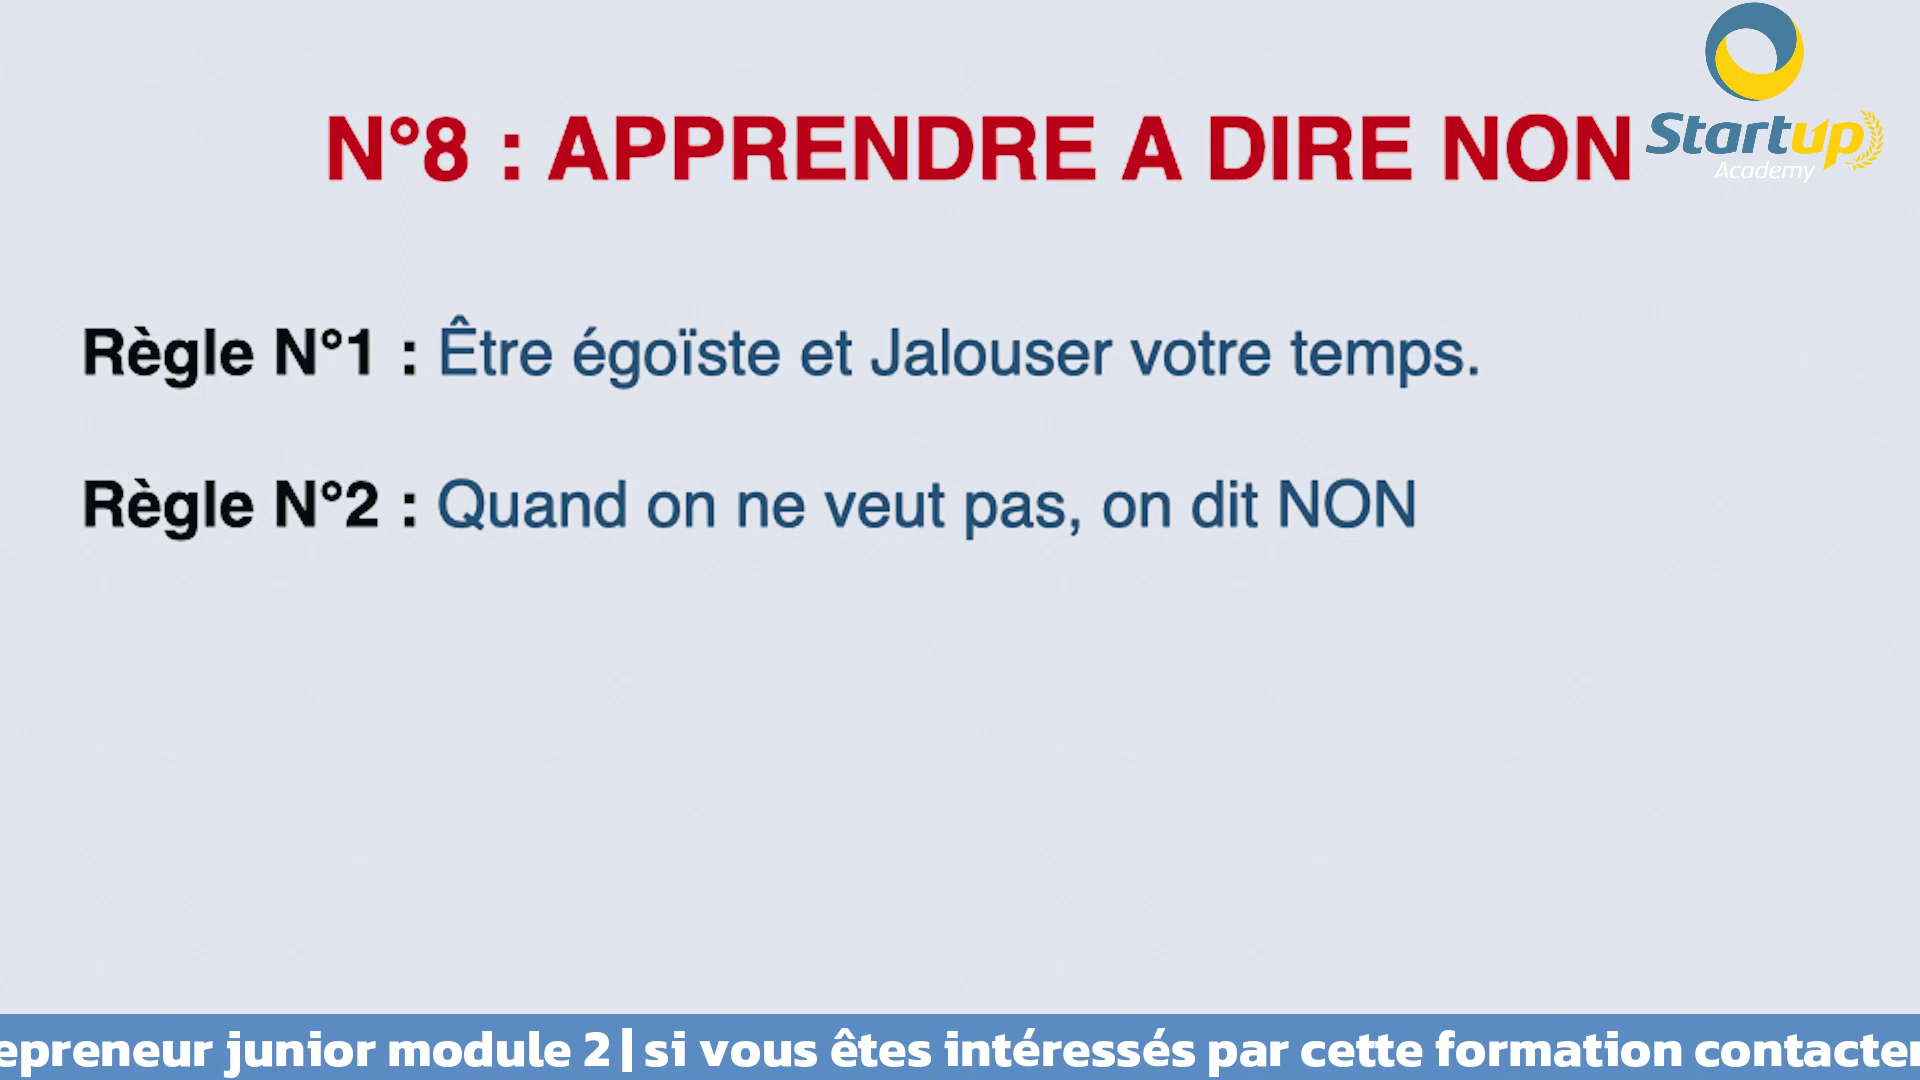 N°8 : APPRENDRE A DIRE NON
Startup
Academy
Règle N°1 : Être égoïste et Jalouser votre temps.
Règle N°2 : Quand on ne veut pas, on dit NON
epreneur junior module 2 | si vous êtes intéressés par cette formation contacter